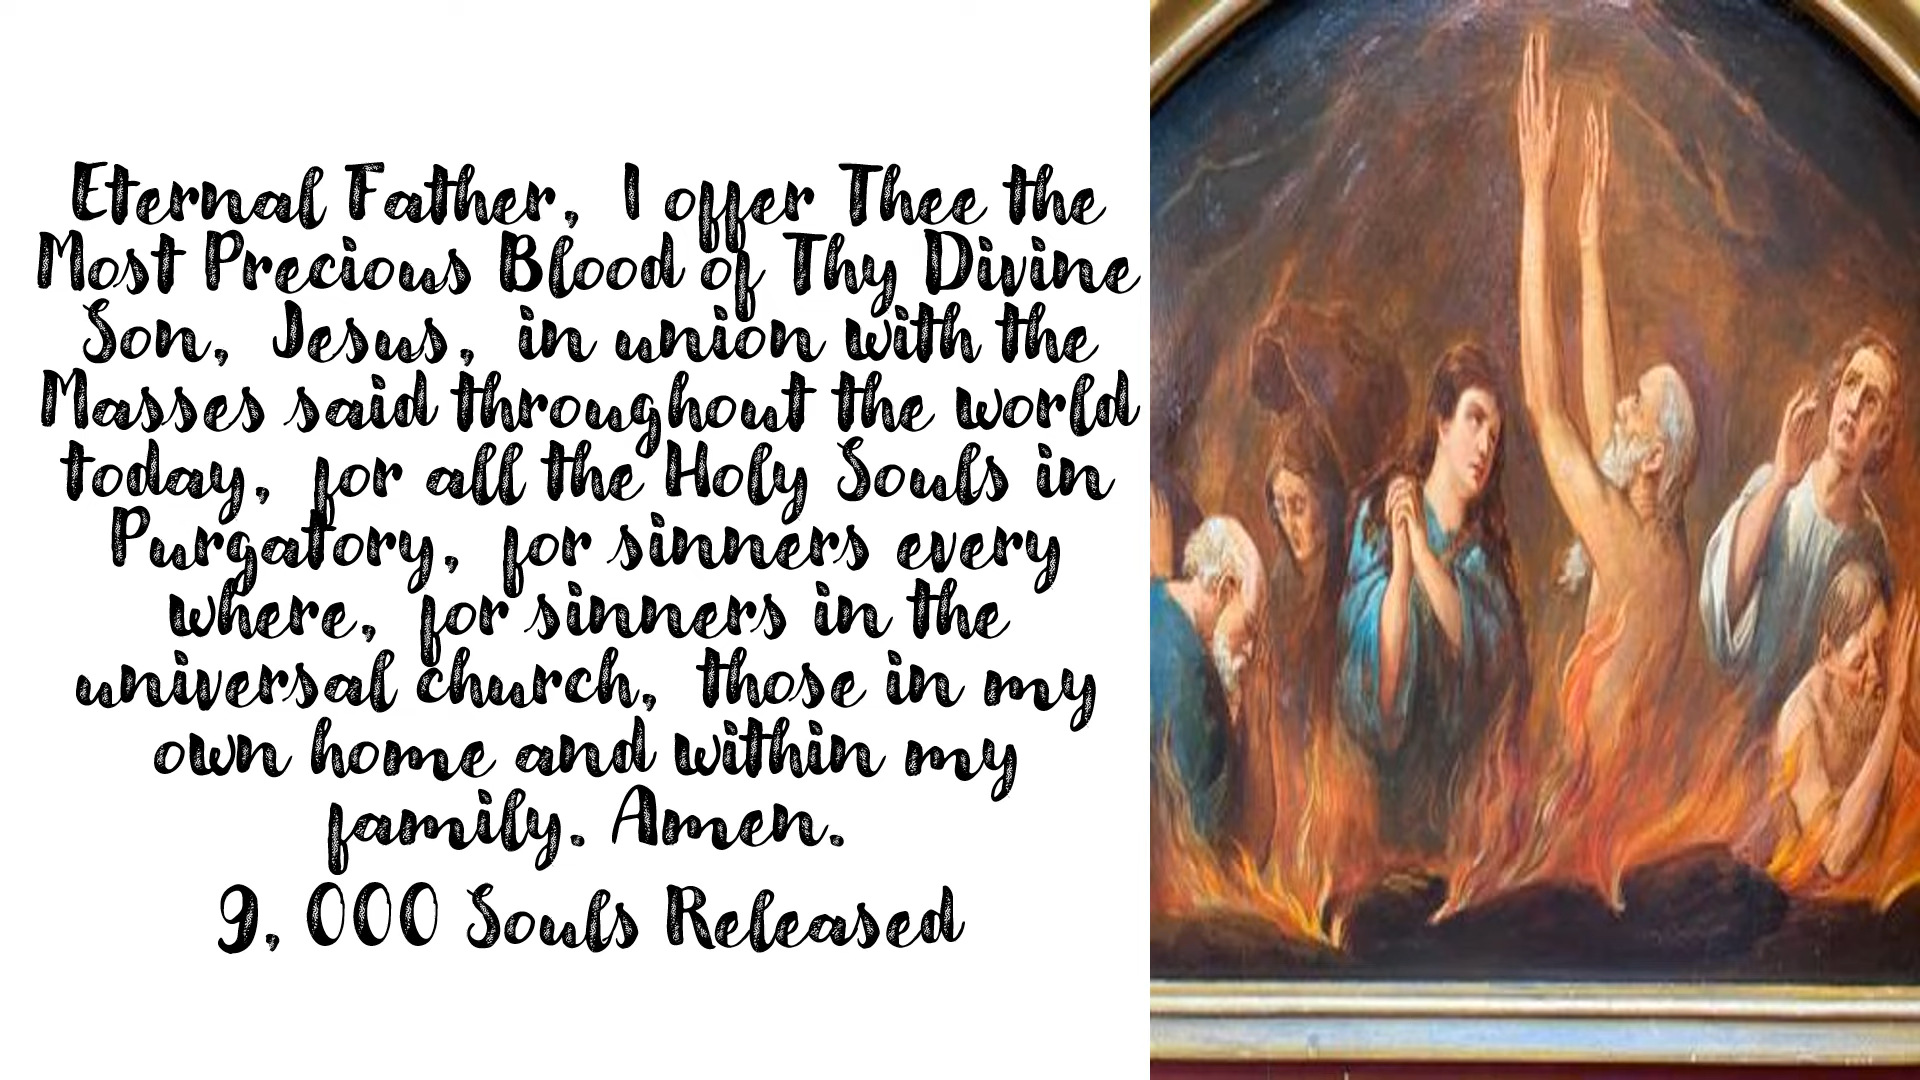 Eternal Father, I offer Thee the
Most Precious Blood of Thy Divine
Son, Jesus, in union with the
Masses said throughout the world
today, for all the Holy Souls in
Purgatory, for sinners every
where, for sinners in the
universal church, those in my
own home and within my
family. Amen.
9, 000 Souls Released